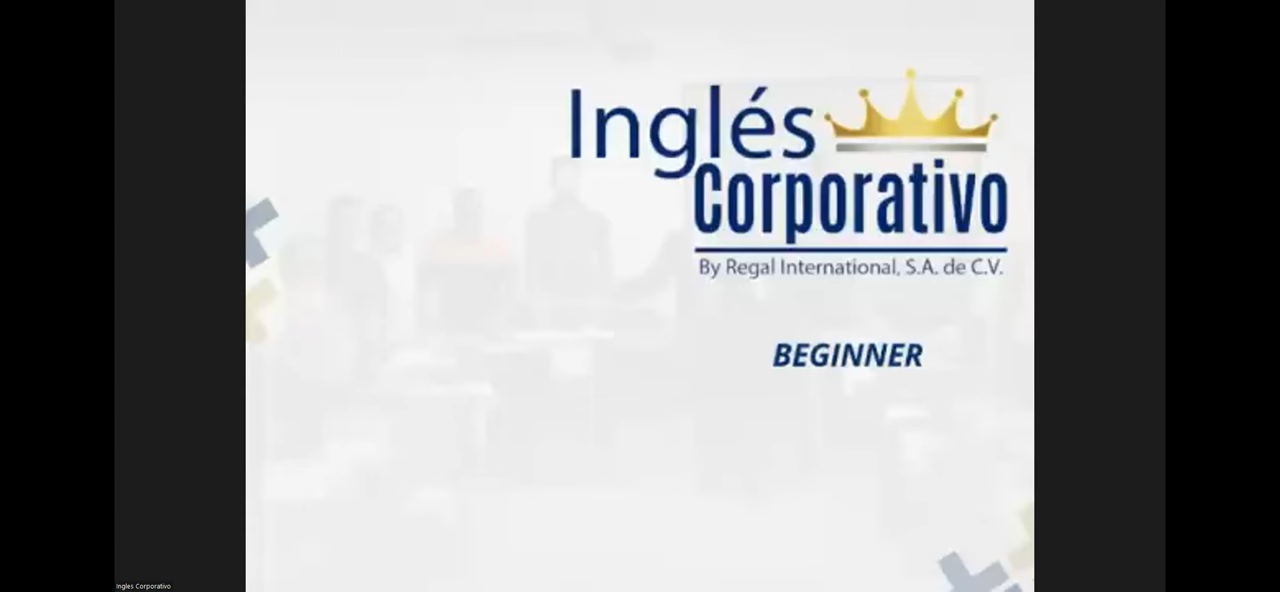 Inglés
Corporativo
By Regal International, S.A. de C.V.
BEGINNER
Ingles Corporativo